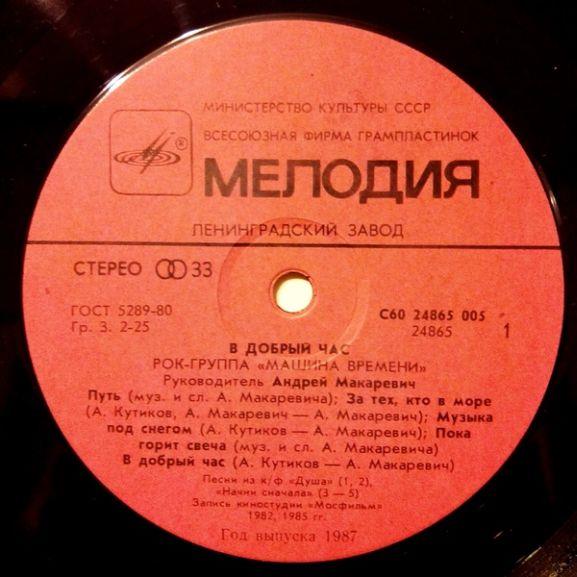 МИНИСТЕРСТВО КУЛЬТУРЫ СССР
ВСЕСОЮЗНАЯ ФИРМА ГРАМПЛАСТИНОК
®
МЕЛОДИЯ
ЛЕНИНГРАДСКИЙ ЗАВОД
СТЕРЕО 33
ГОСТ 5289-80
Гр. 3. 2-25
С60 24865 005
24865 1
В ДОБРЫЙ ЧАС
РОК-ГРУППА «МАШИНА ВРЕМЕНИ»
Руководитель Андрей Макаревич
Путь (муз. и сл. А. Макаревича); За тех, кто в море
(А. Кутиков, А. Макаревич — А. Макаревич); Музыка
под снегом (А. Кутиков — А. Макаревич); Пока
горит свеча (муз. и сл. А. Макаревича)
В добрый час (А. Кутиков — А. Макаревич)
Песни из к/ф «Душа» (1, 2),
«Начни сначала» (3 — 5)
Запись киностудии «Мосфильм»
1982, 1985 гг.
Год выпуска 1987